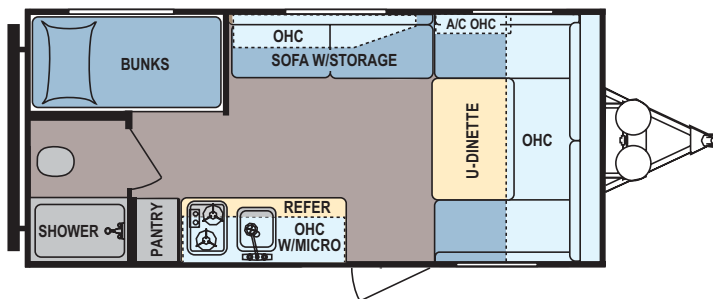 A/C OHC
OHC
BUNKS
SOFA W/STORAGE
U-DINETTE
OHC
REFER
SHOWER
PANTRY
OHC
W/MICRO